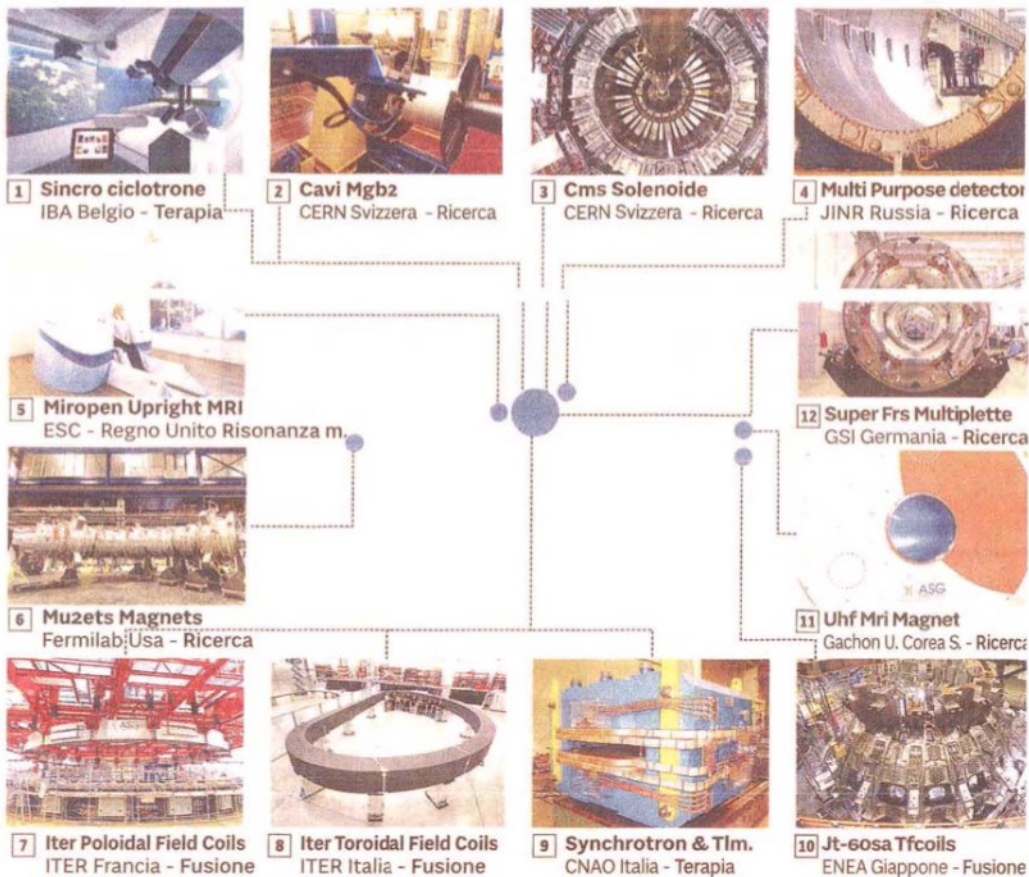 1 Sincro ciclotrone
IBA Belgio - Terapia
2 Cavi Mgb2
CERN Svizzera - Ricerca
3 Cms Solenoide
CERN Svizzera - Ricerca
4 Multi Purpose detector
JINR Russia - Ricerca
5 Miropen Upright MRI
ESC - Regno Unito Risonanza m.
12 Super Frs Multiplette
GSI Germania - Ricerca
6 Mu2ets Magnets
Fermilab Usa - Ricerca
ASG
11 Uhf Mri Magnet
Gachon U. Corea S. - Ricerca
ASG
7 Iter Poloidal Field Coils
ITER Francia - Fusione
8 Iter Toroidal Field Coils
ITER Italia - Fusione
9 Synchrotron & Tlm.
CNAO Italia - Terapia
10 Jt-60sa Tfcoils
ENEA Giappone - Fusione